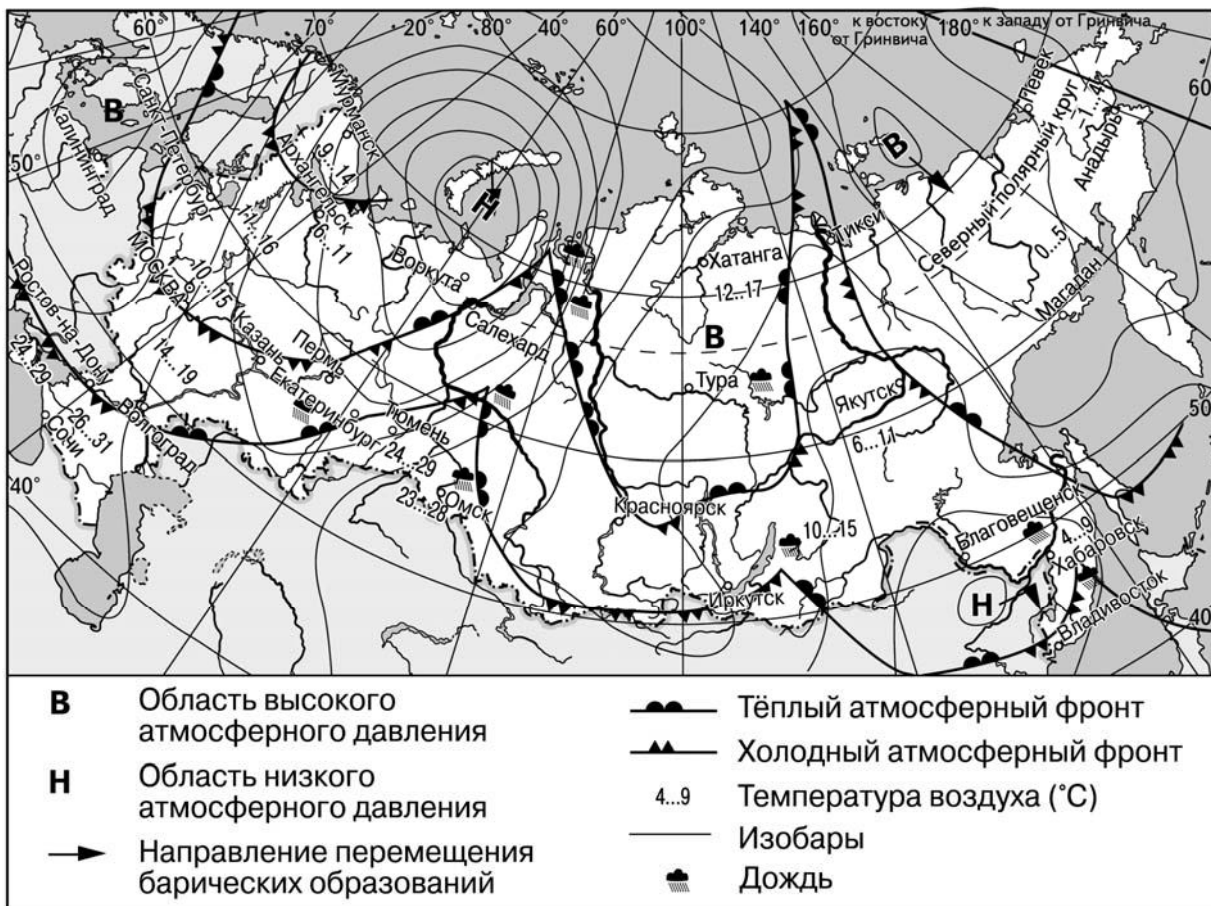 60° 70° 80° 20° 40° 60° 100° 140° 160° 180°
к востоку
от Гринвича
к западу от Гринвича
60°
50°
40°
50°
40°
В
Калининград
Санкт-Петербург
Мурманск
Архангельск
9...14
11...16
6...11
МОСКВА
10...15
Воркута
Н
Салехард
Казань
Пермь
14...19
Ростов-на-Дону
24...29
26...31
Сочи
Волгоград
Екатеринбург
Тюмень
24...29
Омск
23...28
Хатанга
12...17
В
Тура
Красноярск
Иркутск
10...15
Тикси
Якутск
6...11
В
Певек
Северный полярный круг
-1...4
Анадырь
0...5
Магадан
Благовещенск
4...9
Хабаровск
Н
Владивосток
В Область высокого
атмосферного давления
Н Область низкого
атмосферного давления
Направление перемещения
барических образований
Тёплый атмосферный фронт
Холодный атмосферный фронт
4...9 Температура воздуха (°С)
Изобары
Дождь